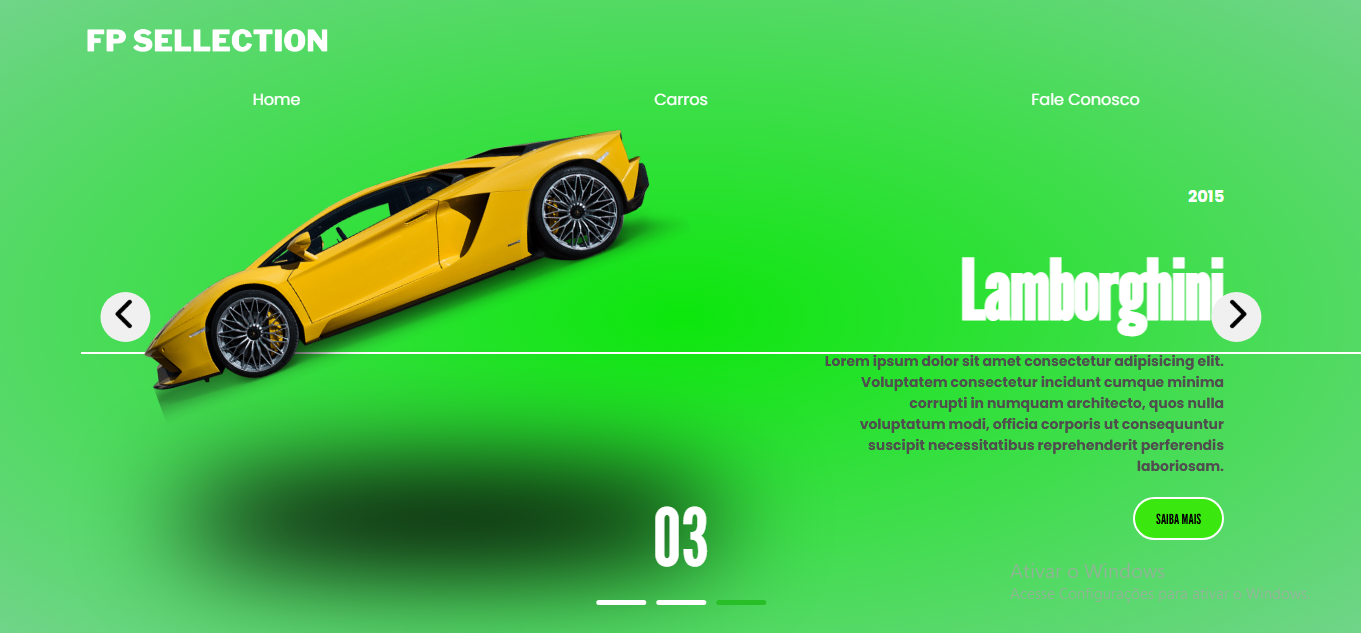 FP SELLECTION
Home
Carros
Fale Conosco
2015
Lamborghini
Lorem ipsum dolor sit amet consectetur adipisicing elit.
Voluptatem consectetur incidunt cumque minima
corrupti in numquam architecto, quos nulla
voluptatum modi, officia corporis ut consequuntur
suscipit necessitatibus reprehenderit perferendis
laboriosam.
03
SAIBA MAIS
Ativar o Windows
Acesse Configurações para ativar o Windows.